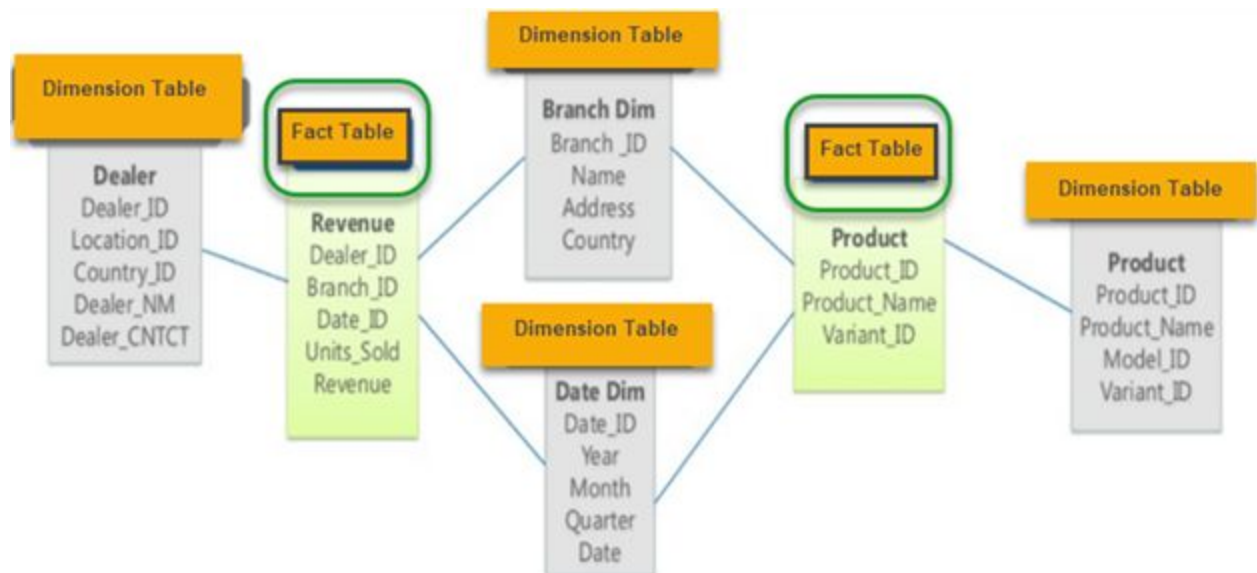 Dimension Table
Dealer
Dealer_ID
Location_ID
Country_ID
Dealer_NM
Dealer_CNTCT
Fact Table
Revenue
Dealer_ID
Branch_ID
Date_ID
Units_Sold
Revenue
Dimension Table
Branch Dim
Branch _ID
Name
Address
Country
Dimension Table
Date Dim
Date_ID
Year
Month
Quarter
Date
Fact Table
Product
Product_ID
Product_Name
Variant_ID
Dimension Table
Product
Product_ID
Product_Name
Model_ID
Variant_ID